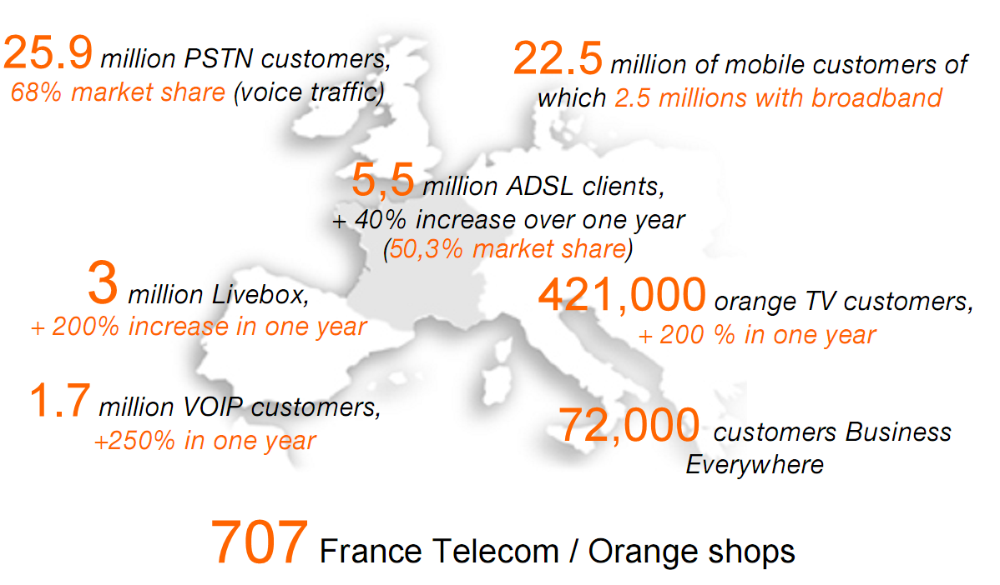 25.9 million PSTN customers,
68% market share (voice traffic)
22.5 million of mobile customers of
which 2.5 millions with broadband
5,5 million ADSL clients,
+ 40% increase over one year
(50,3% market share)
3 million Livebox,
+ 200% increase in one year
421,000 orange TV customers,
+ 200 % in one year
1.7 million VOIP customers,
+250% in one year
72,000 customers Business
Everywhere
707 France Telecom / Orange shops